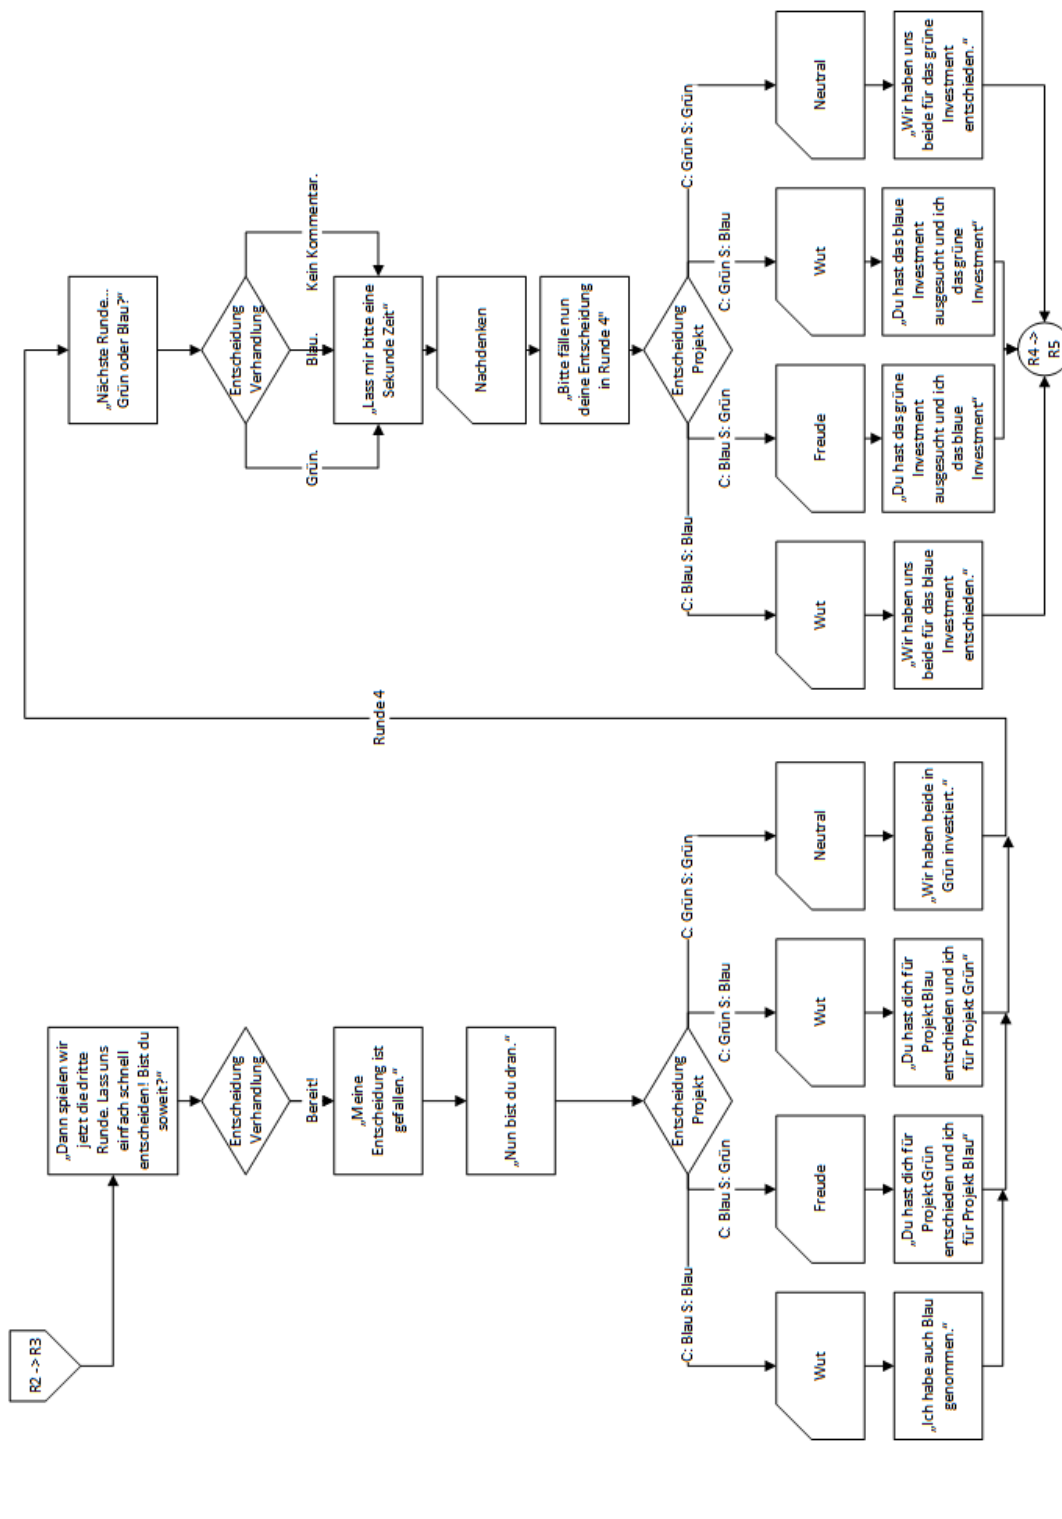 R2 -> R3
„Dann spielen wir
jetzt die dritte
Runde. Lass uns
einfach schnell
entscheiden! Bist du
soweit?“
Entscheidung
Verhandlung
Bereit!
„Meine
Entscheidung ist
gefallen.“
„Nun bist du dran.“
Entscheidung
Projekt
C: Blau S: Blau
C: Blau S: Grün
C: Grün S: Blau
C: Grün S: Grün
Wut
Freude
Wut
Neutral
„Ich habe auch Blau
genommen.“
„Du hast dich für
Projekt Grün
entschieden und ich
für Projekt Blau“
„Du hast dich für
Projekt Blau
entschieden und ich
für Projekt Grün“
„Wir haben beide in
Grün investiert.“
Runde 4
„Nächste Runde...
Grün oder Blau?“
Entscheidung
Verhandlung
Grün.
Blau.
Kein Kommentar.
„Lass mir bitte eine
Sekunde Zeit“
Nachdenken
„Bitte fälle nun
deine Entscheidung
in Runde 4“
Entscheidung
Projekt
C: Blau S: Blau
C: Blau S: Grün
C: Grün S: Blau
C: Grün S: Grün
Wut
Freude
Wut
Neutral
„Wir haben uns
beide für das blaue
Investment
entschieden.“
„Du hast das grüne
Investment
ausgesucht und ich
das blaue
Investment“
„Du hast das blaue
Investment
ausgesucht und ich
das grüne
Investment“
„Wir haben uns
beide für das grüne
Investment
entschieden.“
R4 ->
R5